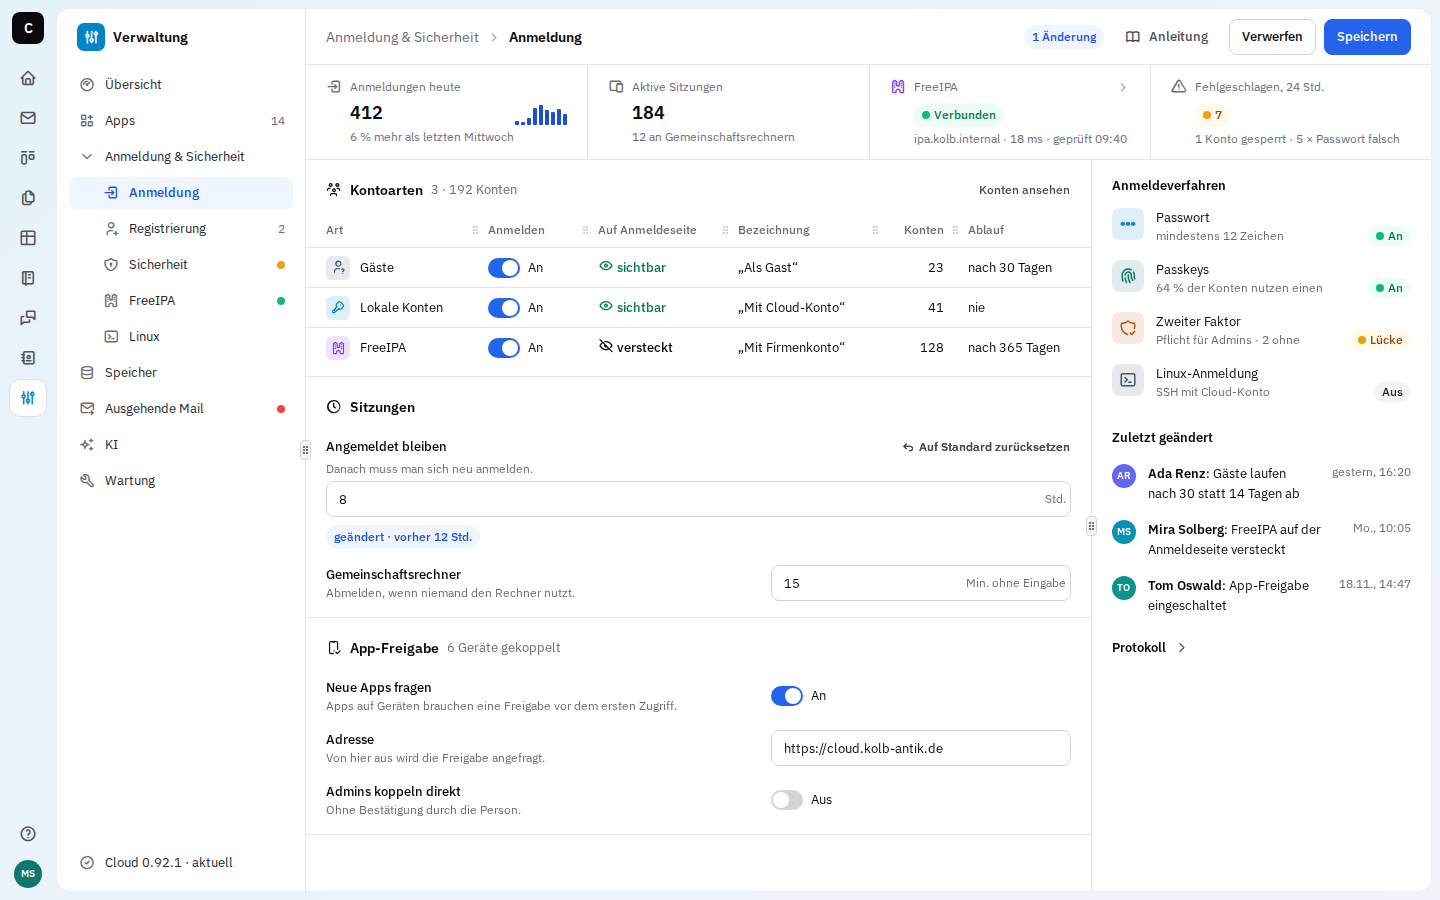 C
Verwaltung
Übersicht
Apps 14
Anmeldung & Sicherheit
Anmeldung
Registrierung 2
Sicherheit
FreeIPA
Linux
Speicher
Ausgehende Mail
KI
Wartung
Cloud 0.92.1 · aktuell
MS
Anmeldung & Sicherheit > Anmeldung
1 Änderung
Anleitung
Verwerfen
Speichern
Anmeldungen heute
412
6 % mehr als letzten Mittwoch
Aktive Sitzungen
184
12 an Gemeinschaftsrechnern
FreeIPA
Verbunden
ipa.kolb.internal · 18 ms · geprüft 09:40
Fehlgeschlagen, 24 Std.
7
1 Konto gesperrt · 5 × Passwort falsch
Kontoarten 3 · 192 Konten
Konten ansehen
Art Anmelden Auf Anmeldeseite Bezeichnung Konten Ablauf
Gäste An sichtbar „Als Gast“ 23 nach 30 Tagen
Lokale Konten An sichtbar „Mit Cloud-Konto“ 41 nie
FreeIPA An versteckt „Mit Firmenkonto“ 128 nach 365 Tagen
Sitzungen
Angemeldet bleiben
Auf Standard zurücksetzen
Danach muss man sich neu anmelden.
8 Std.
geändert · vorher 12 Std.
Gemeinschaftsrechner
Abmelden, wenn niemand den Rechner nutzt.
15 Min. ohne Eingabe
App-Freigabe 6 Geräte gekoppelt
Neue Apps fragen
Apps auf Geräten brauchen eine Freigabe vor dem ersten Zugriff.
An
Adresse
Von hier aus wird die Freigabe angefragt.
https://cloud.kolb-antik.de
Admins koppeln direkt
Ohne Bestätigung durch die Person.
Aus
Anmeldeverfahren
Passwort
mindestens 12 Zeichen
An
Passkeys
64 % der Konten nutzen einen
An
Zweiter Faktor
Pflicht für Admins · 2 ohne
Lücke
Linux-Anmeldung
SSH mit Cloud-Konto
Aus
Zuletzt geändert
AR
Ada Renz: Gäste laufen
nach 30 statt 14 Tagen ab
gestern, 16:20
MS
Mira Solberg: FreeIPA auf der
Anmeldeseite versteckt
Mo., 10:05
TO
Tom Oswald: App-Freigabe
eingeschaltet
18.11., 14:47
Protokoll